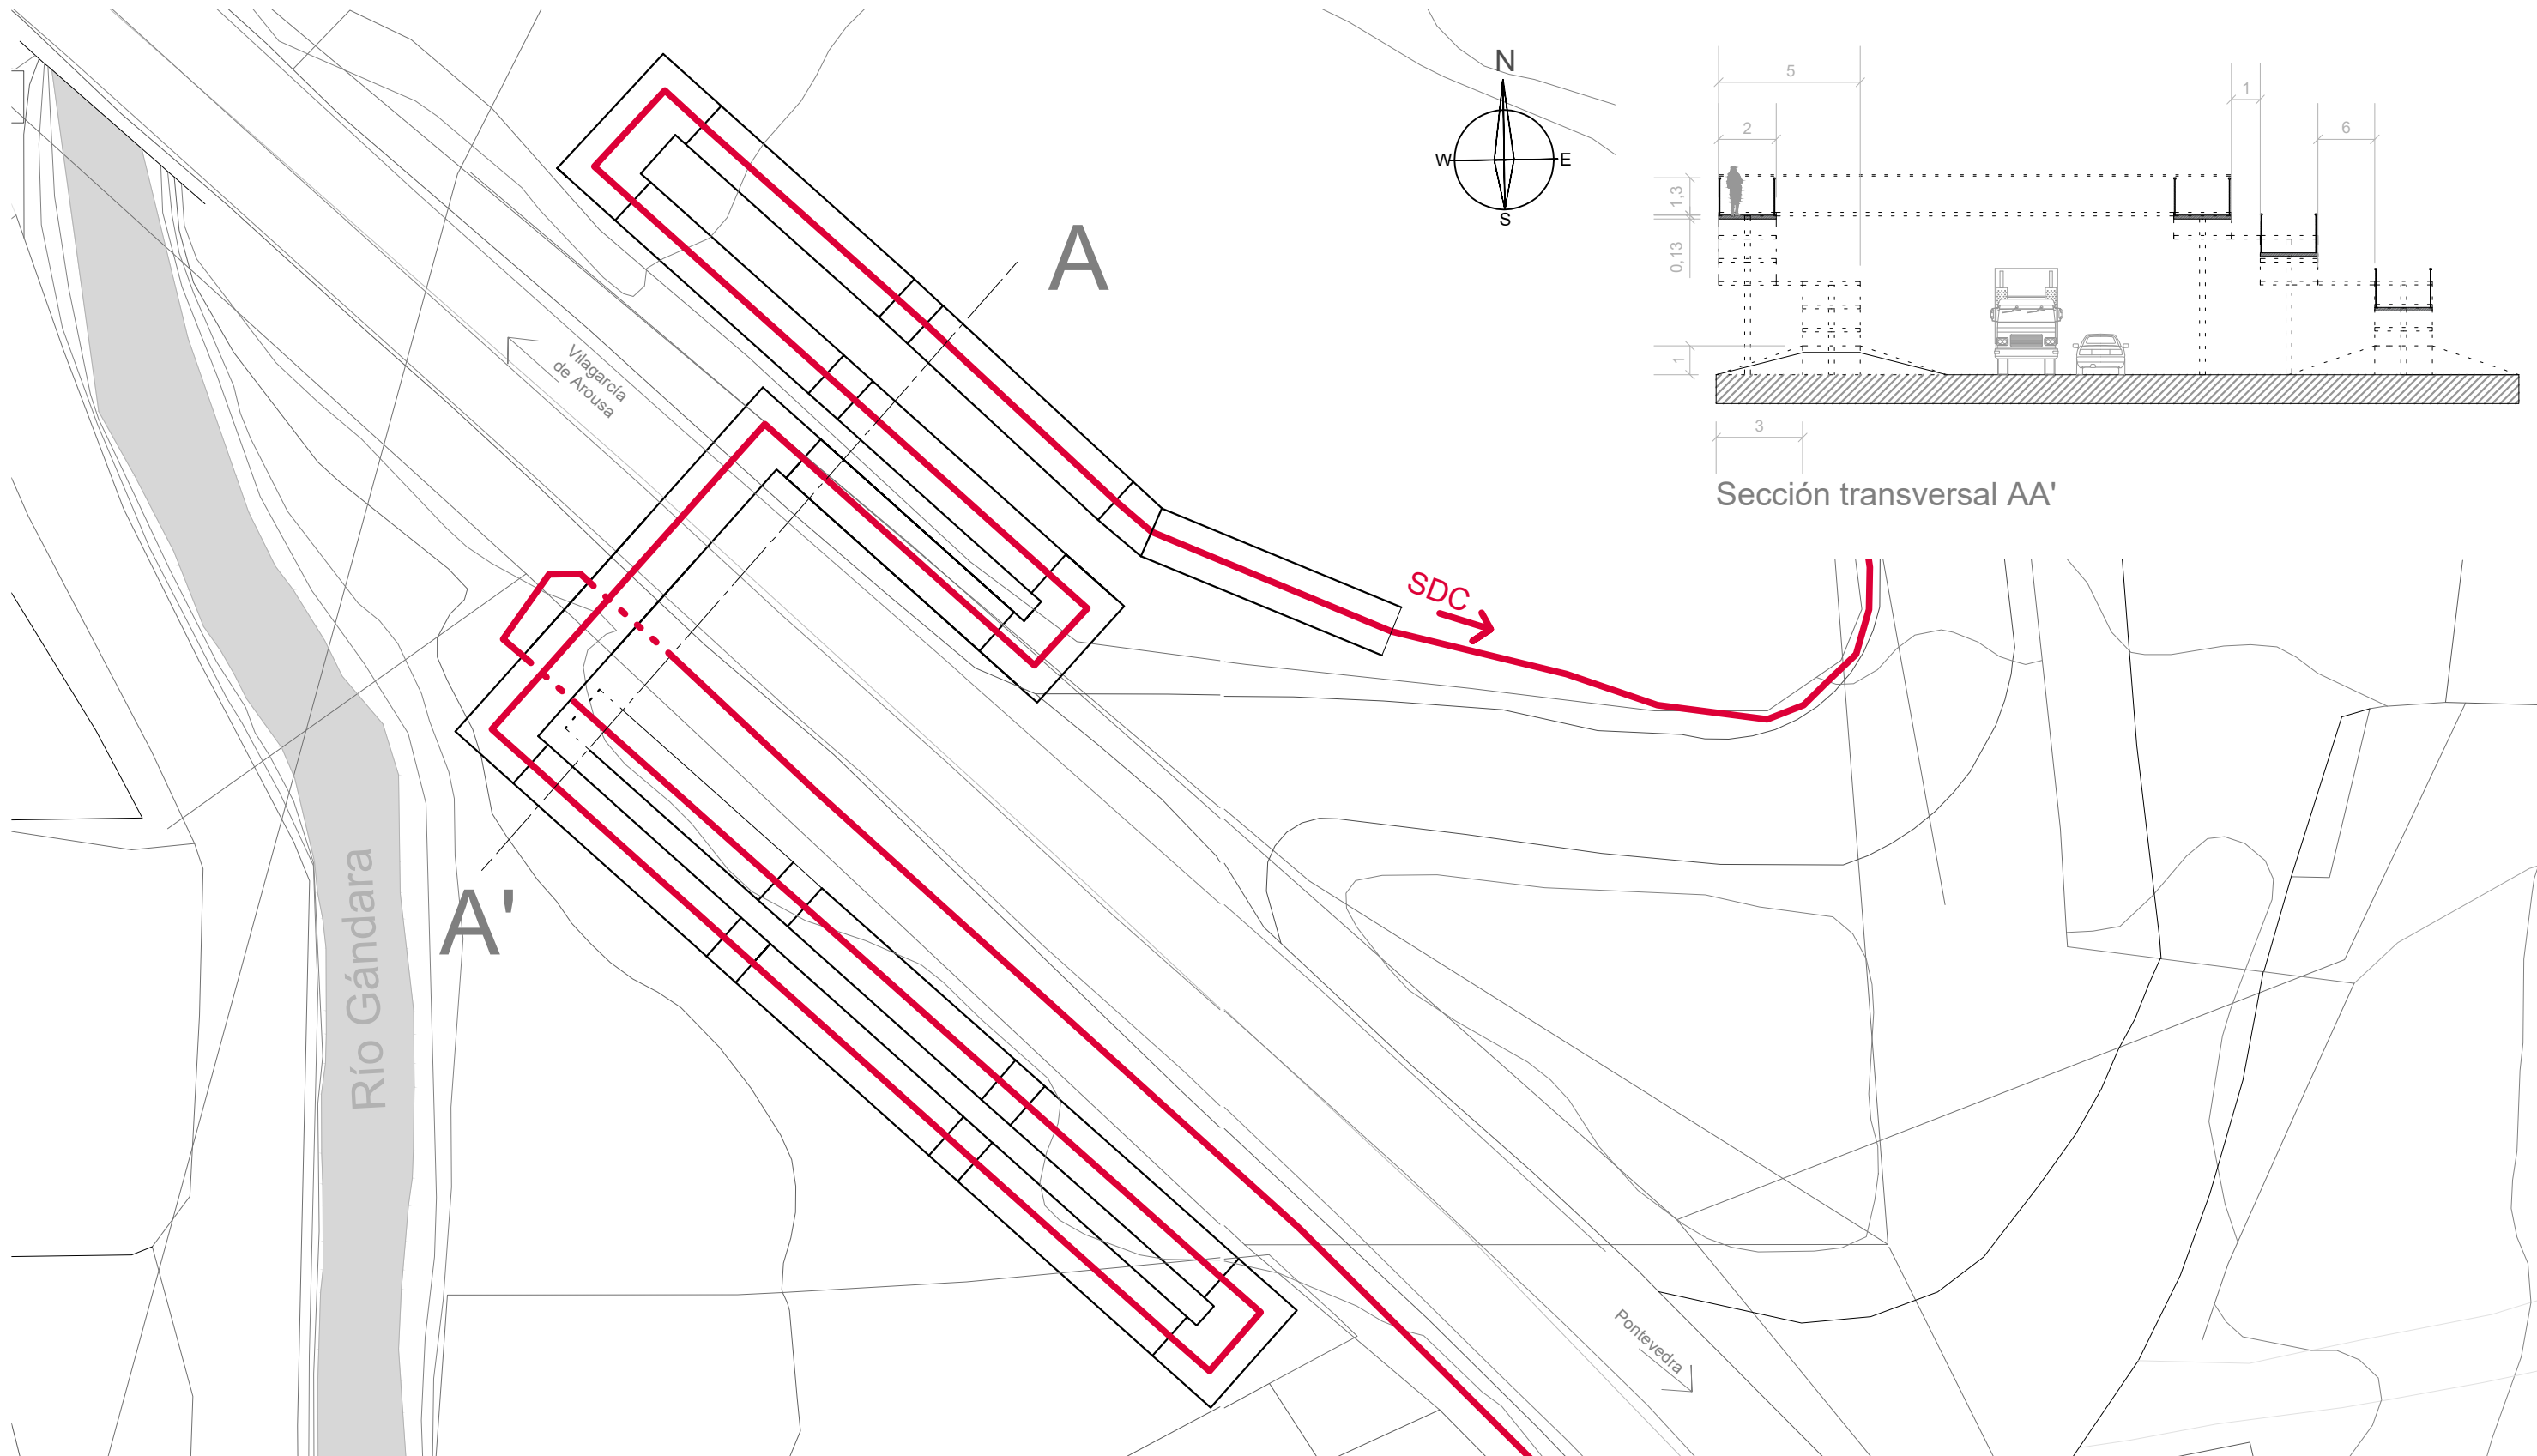 N
W
E
S
A
Vilagarcía
de Arousa
SDC
A'
Río Gándara
Pontevedra
5
2
1
6
1,3
0,13
1
3
Sección transversal AA'